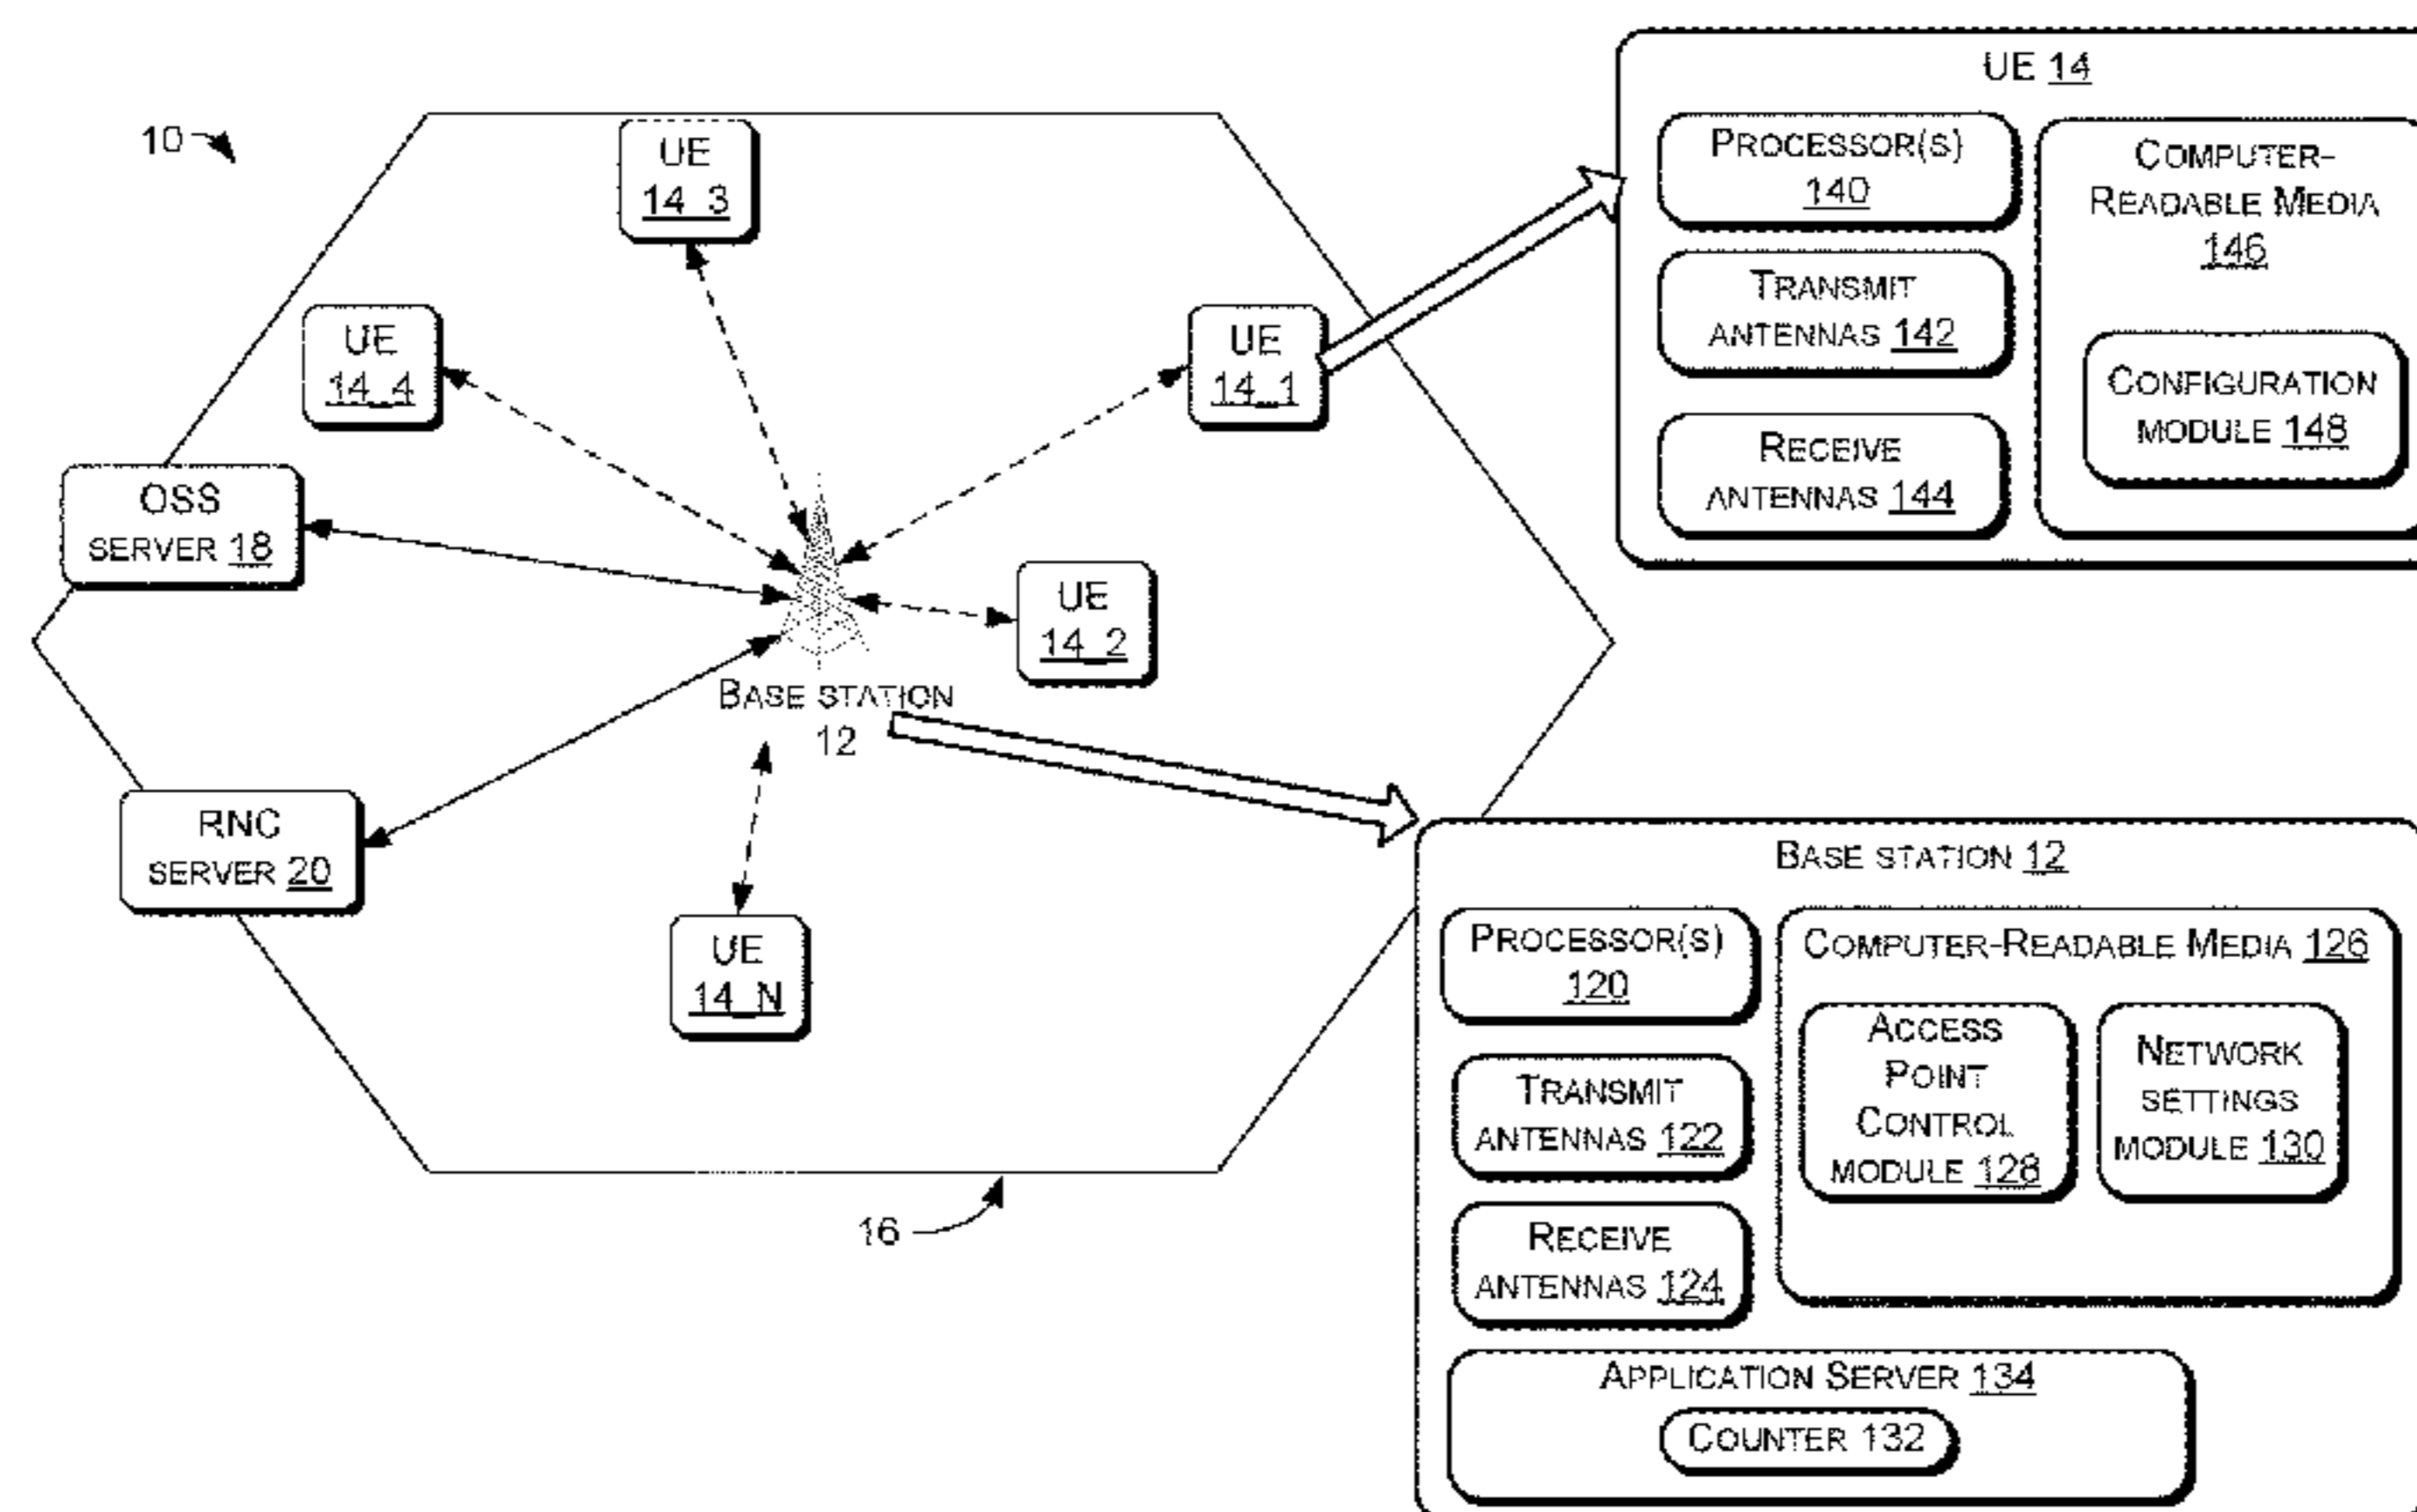 10
UE
14_3
UE
14_4
UE
14_1
OSS
SERVER 18
UE
14_2
BASE STATION
12
RNC
SERVER 20
UE
14_N
16
UE 14
PROCESSOR(S)
140
TRANSMIT
ANTENNAS 142
RECEIVE
ANTENNAS 144
COMPUTER-
READABLE MEDIA
146
CONFIGURATION
MODULE 148
BASE STATION 12
PROCESSOR(S)
120
TRANSMIT
ANTENNAS 122
RECEIVE
ANTENNAS 124
COMPUTER-READABLE MEDIA 126
ACCESS
POINT
CONTROL
MODULE 128
NETWORK
SETTINGS
MODULE 130
APPLICATION SERVER 134
COUNTER 132